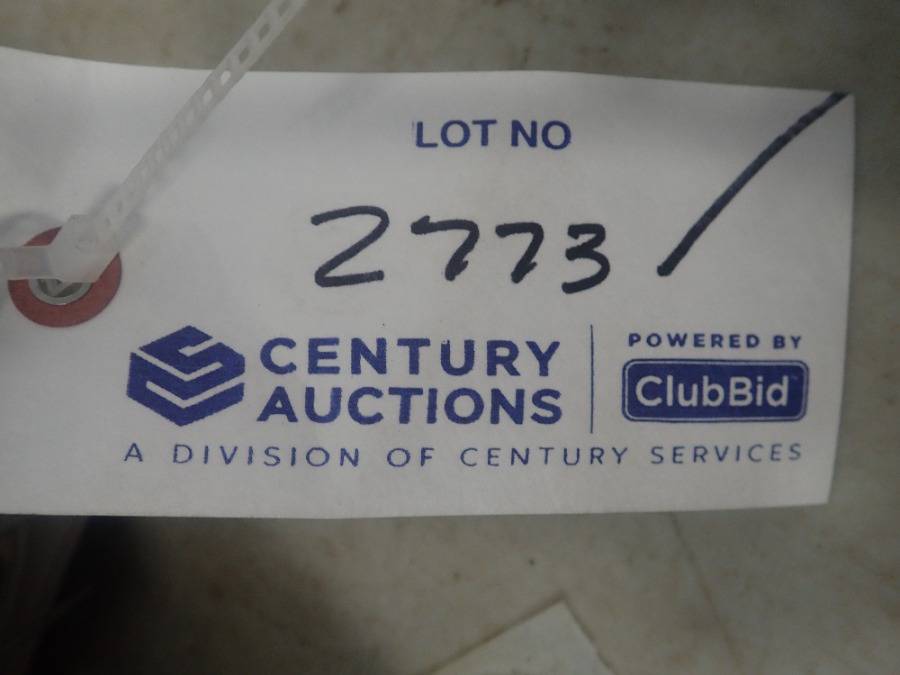 LOT NO
2773 /
CENTURY
AUCTIONS
POWERED BY
ClubBid
A DIVISION OF CENTURY SERVICES